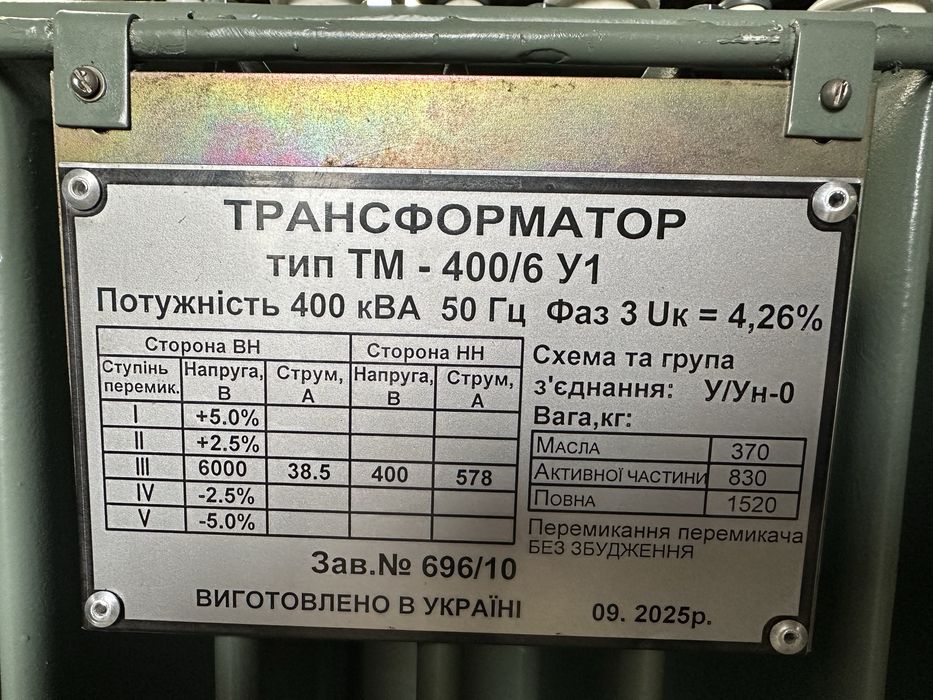 ТРАНСФОРМАТОР
тип ТМ - 400/6 У1
Потужність 400 кВА 50 Гц Фаз 3 Uк = 4,26%
Сторона ВН Сторона НН
Ступінь перемик. Напруга, В Струм, А Напруга, В Струм, А
I +5.0%
II +2.5%
III 6000 38.5 400 578
IV -2.5%
V -5.0%
Схема та група
з'єднання: У/Ун-0
Вага,кг:
Масла 370
Активної частини 830
Повна 1520
Перемикання перемикача
БЕЗ ЗБУДЖЕННЯ
Зав.№ 696/10
ВИГОТОВЛЕНО В УКРАЇНІ 09. 2025р.